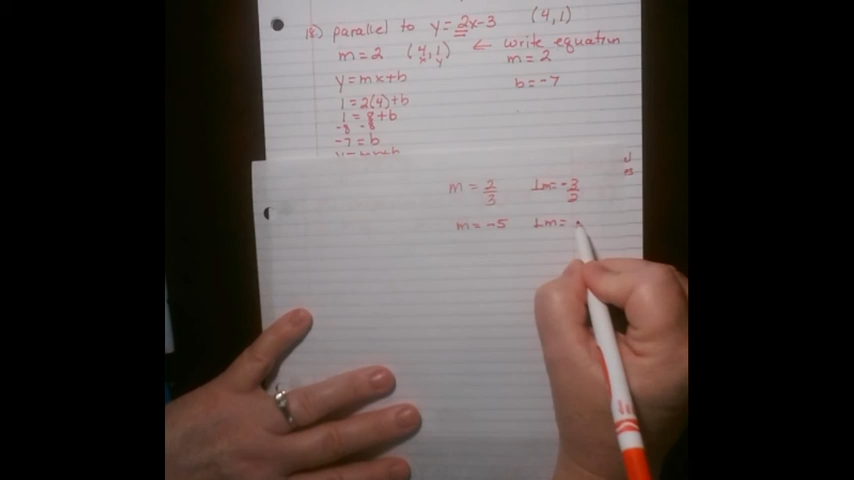 18) parallel to y=2x-3 (4,1)
m=2 (4,1) ← write equation
x y m=2
y=mx+b b=-7
1=2(4)+b
1=8+b
-8 -8
-7=b
m=2/3 ⊥m=-3/2
m=-5 ⊥m=